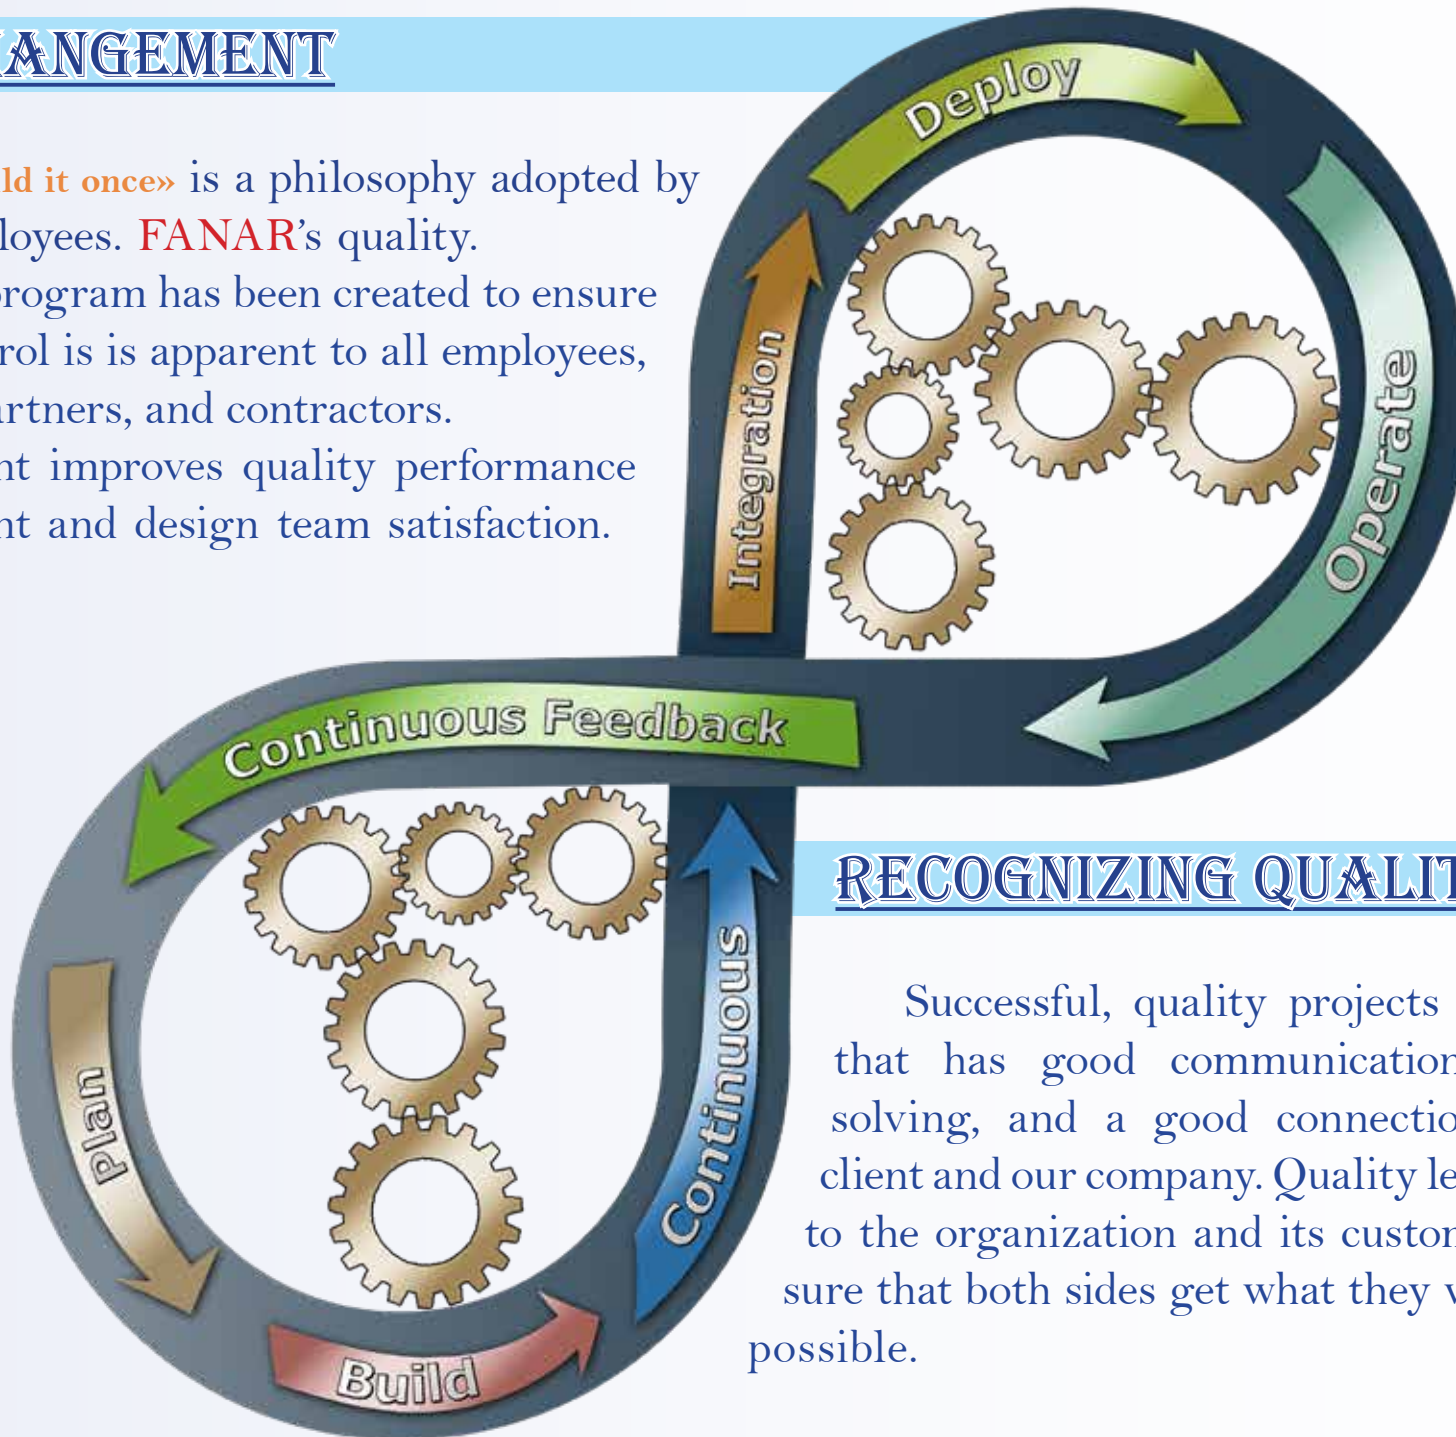 ANGEMENT
ld it once» is a philosophy adopted by
loyees. FANAR’s quality.
program has been created to ensure
rol is is apparent to all employees,
artners, and contractors.
nt improves quality performance
nt and design team satisfaction.
Deploy
Integration
Operate
Continuous Feedback
Plan
Build
Continuous
RECOGNIZING QUALIT
Successful, quality projects
that has good communication
solving, and a good connectio
client and our company. Quality le
to the organization and its custom
sure that both sides get what they
possible.